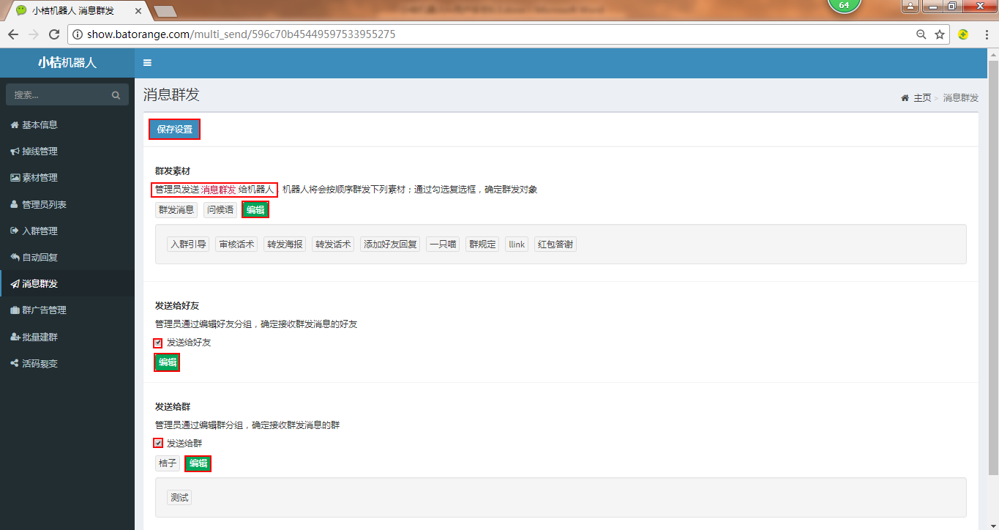 小桔机器人 消息群发
64
show.batorange.com/multi_send/596c70b45449597533955275
小桔机器人
搜索...
基本信息
掉线管理
素材管理
管理员列表
入群管理
自动回复
消息群发
群广告管理
批量建群
活码裂变
消息群发
主页 > 消息群发
保存设置
群发素材
管理员发送 消息群发 给机器人，机器人将会按顺序群发下列素材；通过勾选复选框，确定群发对象
群发消息 问候语 编辑
入群引导 审核话术 转发海报 转发话术 添加好友回复 一只喵 群规定 llink 红包答谢
发送给好友
管理员通过编辑好友分组，确定接收群发消息的好友
发送给好友
编辑
发送给群
管理员通过编辑群分组，确定接收群发消息的群
发送给群
桔子 编辑
测试